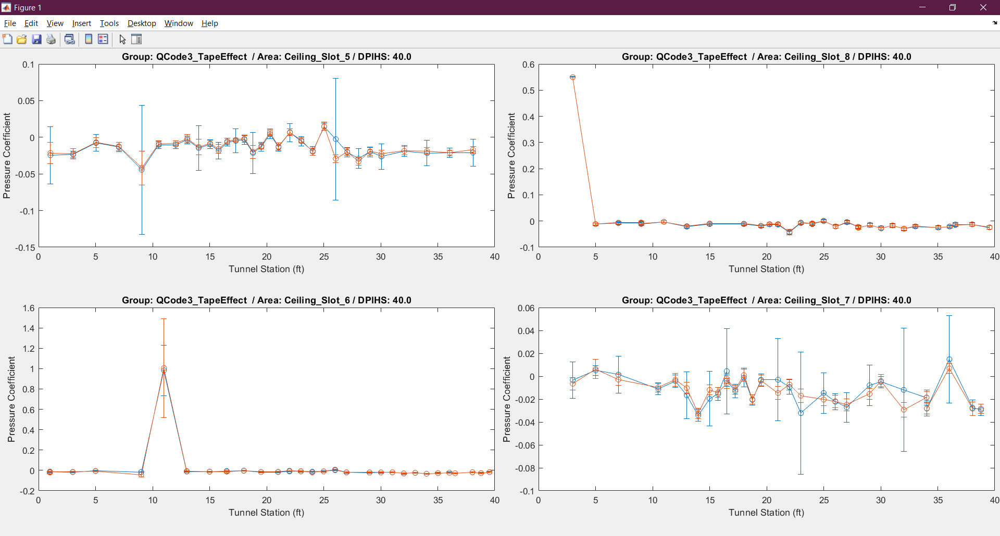 Figure 1
File Edit View Insert Tools Desktop Window Help
Group: QCode3_TapeEffect / Area: Ceiling_Slot_5 / DPIHS: 40.0
0.1
0.05
0
-0.05
-0.1
-0.15
Pressure Coefficient
0 5 10 15 20 25 30 35 40
Tunnel Station (ft)
Group: QCode3_TapeEffect / Area: Ceiling_Slot_8 / DPIHS: 40.0
0.6
0.5
0.4
0.3
0.2
0.1
0
-0.1
Pressure Coefficient
0 5 10 15 20 25 30 35 40
Tunnel Station (ft)
Group: QCode3_TapeEffect / Area: Ceiling_Slot_6 / DPIHS: 40.0
1.6
1.4
1.2
1
0.8
0.6
0.4
0.2
0
-0.2
Pressure Coefficient
0 5 10 15 20 25 30 35 40
Tunnel Station (ft)
Group: QCode3_TapeEffect / Area: Ceiling_Slot_7 / DPIHS: 40.0
0.06
0.04
0.02
0
-0.02
-0.04
-0.06
-0.08
-0.1
Pressure Coefficient
0 5 10 15 20 25 30 35 40
Tunnel Station (ft)